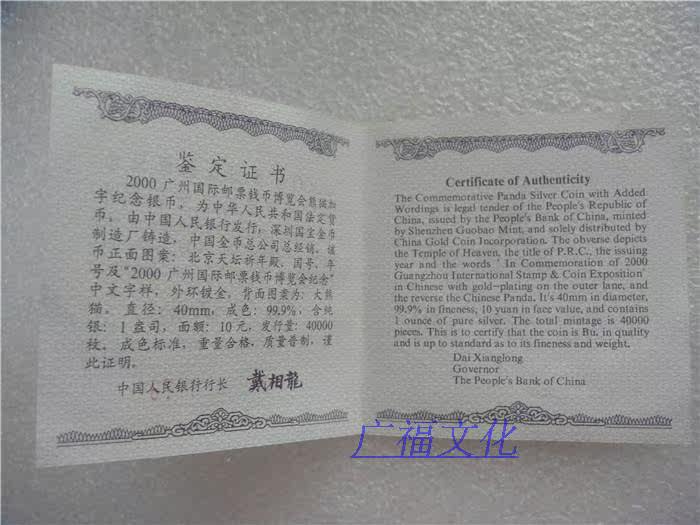 鉴定证书
2000 广州国际邮票钱币博览会熊猫加
字纪念银币。为中华人民共和国法定货
币。由中国人民银行发行，深圳国宝金币
制造厂铸造，中国金币总公司总经销。该
币正面图案：北京天坛祈年殿、国号、年
号及"2000 广州国际邮票钱币博览会纪念"
中文字样，外环镀金，背面图案为：大熊
猫。直径：40mm，成色：99.9%，含纯
银：1 盎司，面额：10元，发行量：40000
枚。成色标准，重量合格，质量普制，谨
此证明。
中国人民银行行长 戴相龍
Certificate of Authenticity
The Commemorative Panda Silver Coin with Added
Wordings is legal tender of the People's Republic of
China, issued by the People's Bank of China, minted
by Shenzhen Guobao Mint, and solely distributed by
China Gold Coin Incorporation. The obverse depicts
the Temple of Heaven, the title of P.R.C., the issuing
year and the words " In Commemoration of 2000
Guangzhou International Stamp & Coin Exposition"
in Chinese with gold-plating on the outer lane, and
the reverse the Chinese Panda. It's 40mm in diameter,
99.9% in fineness, 10 yuan in face value, and contains
1 ounce of pure silver. The total mintage is 40000
pieces. This is to certify that the coin is Bu. in quality
and is up to standard as to its fineness and weight.
Dai Xianglong
Governor
The People's Bank of China
广福文化